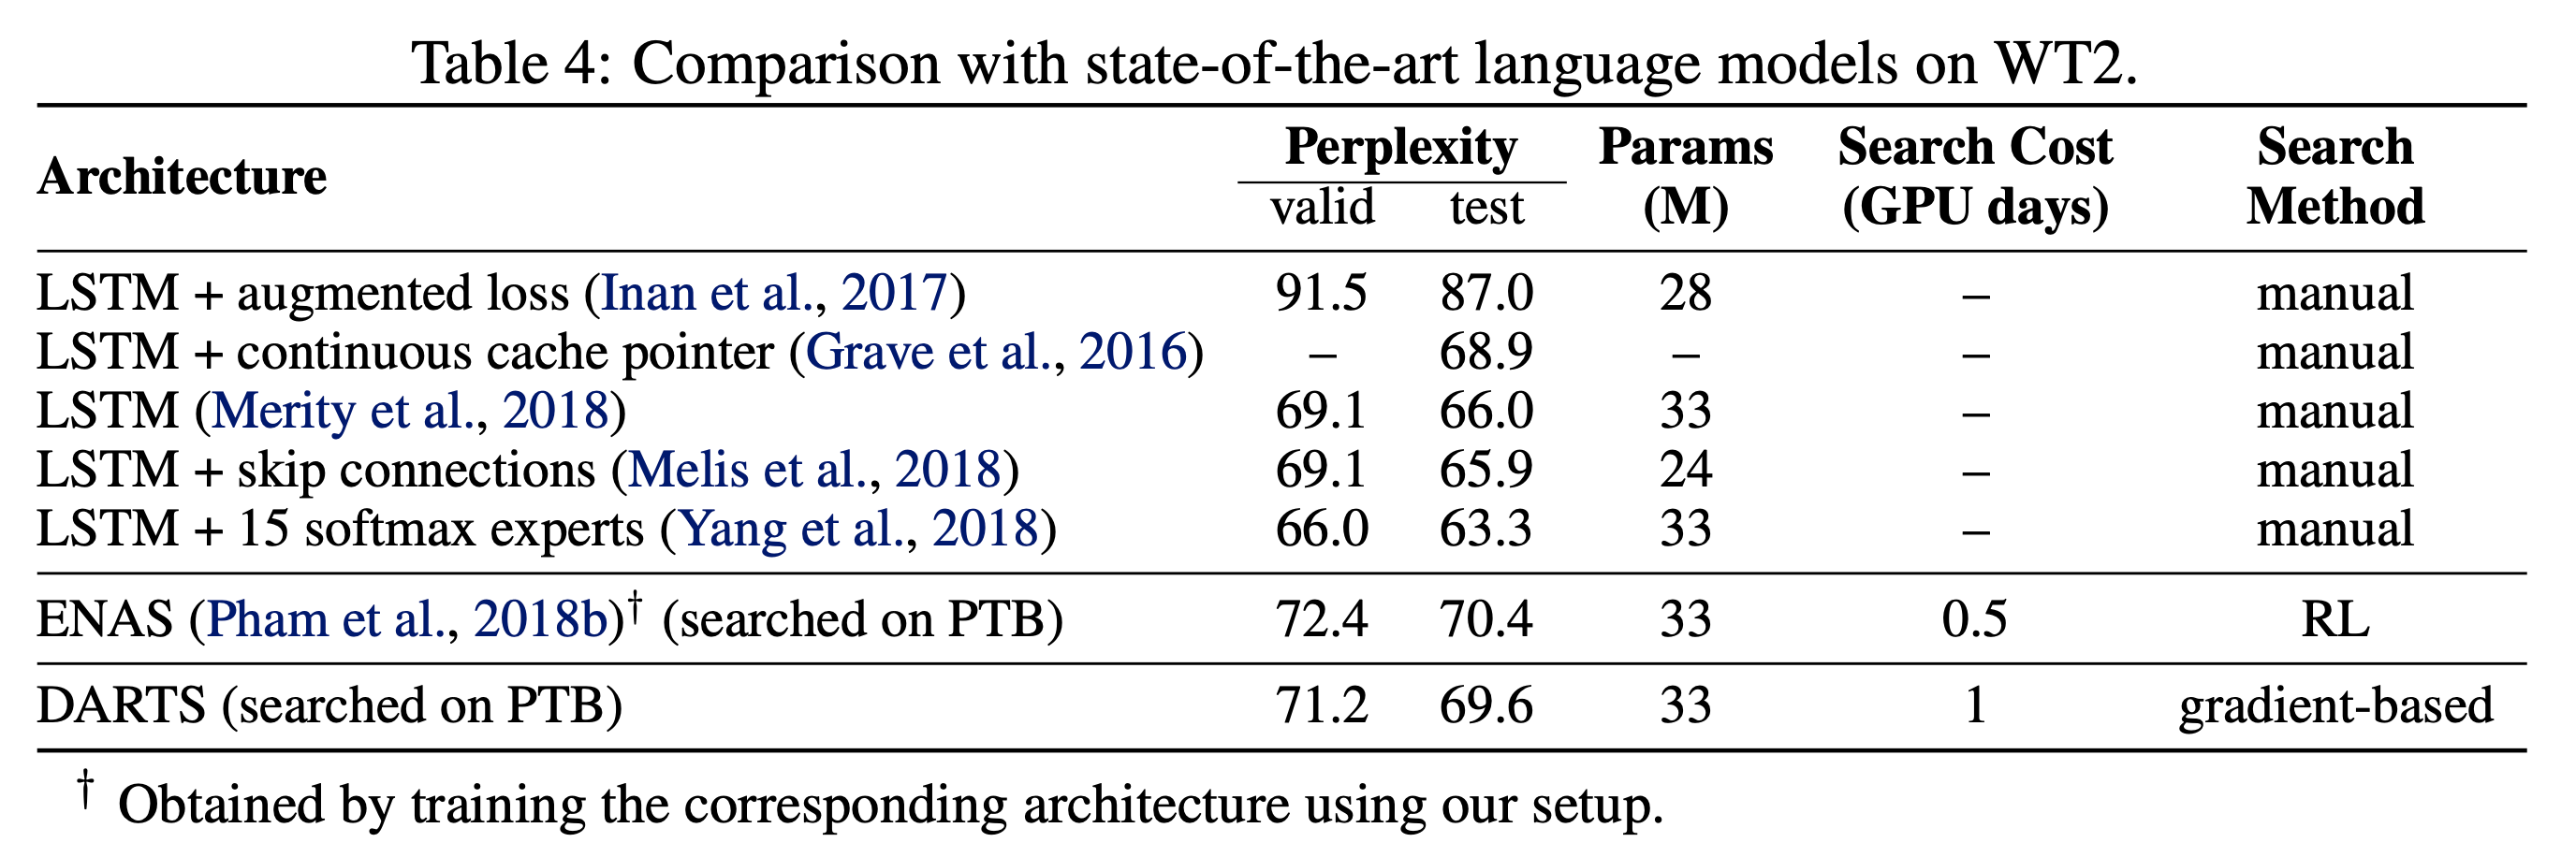 Table 4: Comparison with state-of-the-art language models on WT2.
Architecture Perplexity Params Search Cost Search
valid test (M) (GPU days) Method
LSTM + augmented loss (Inan et al., 2017) 91.5 87.0 28 – manual
LSTM + continuous cache pointer (Grave et al., 2016) – 68.9 – – manual
LSTM (Merity et al., 2018) 69.1 66.0 33 – manual
LSTM + skip connections (Melis et al., 2018) 69.1 65.9 24 – manual
LSTM + 15 softmax experts (Yang et al., 2018) 66.0 63.3 33 – manual
ENAS (Pham et al., 2018b)† (searched on PTB) 72.4 70.4 33 0.5 RL
DARTS (searched on PTB) 71.2 69.6 33 1 gradient-based
† Obtained by training the corresponding architecture using our setup.